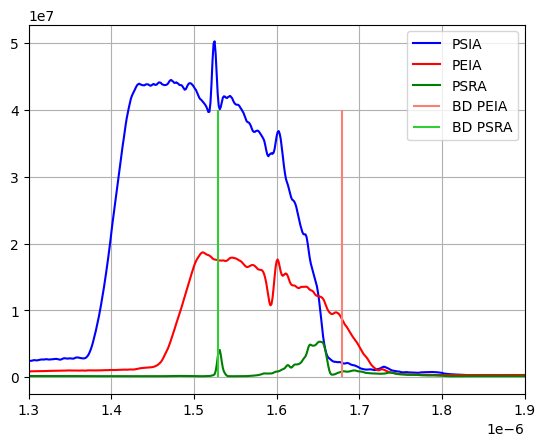 1e7
PSIA
PEIA
PSRA
BD PEIA
BD PSRA
5
4
3
2
1
0
1.3 1.4 1.5 1.6 1.7 1.8 1.9
1e−6